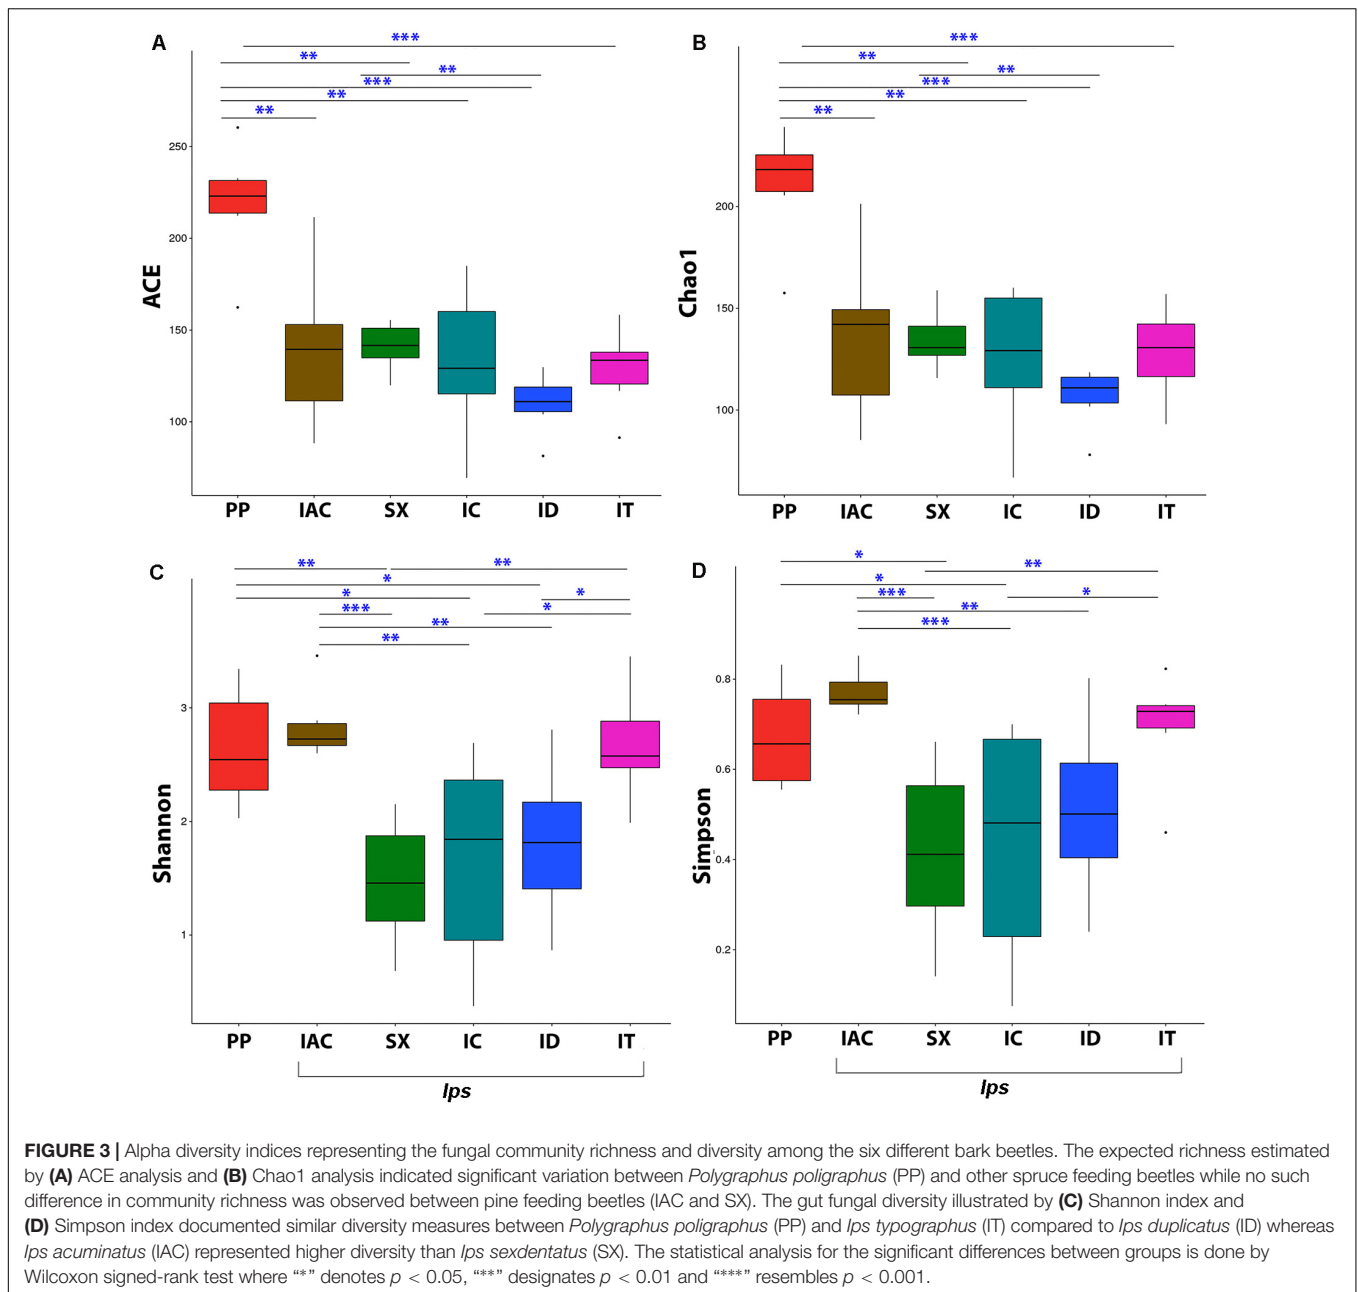 A
***
**
**
***
**
**
250
200
150
100
ACE
PP IAC SX IC ID IT
B
***
**
**
***
**
**
200
150
100
Chao1
PP IAC SX IC ID IT
C
** **
*
* *
*** *
**
**
3
2
1
Shannon
PP IAC SX IC ID IT
Ips
D
*
**
*
*** *
**
***
0.8
0.6
0.4
0.2
Simpson
PP IAC SX IC ID IT
Ips
FIGURE 3 | Alpha diversity indices representing the fungal community richness and diversity among the six different bark beetles. The expected richness estimated
by (A) ACE analysis and (B) Chao1 analysis indicated significant variation between Polygraphus poligraphus (PP) and other spruce feeding beetles while no such
difference in community richness was observed between pine feeding beetles (IAC and SX). The gut fungal diversity illustrated by (C) Shannon index and
(D) Simpson index documented similar diversity measures between Polygraphus poligraphus (PP) and Ips typographus (IT) compared to Ips duplicatus (ID) whereas
Ips acuminatus (IAC) represented higher diversity than Ips sexdentatus (SX). The statistical analysis for the significant differences between groups is done by
Wilcoxon signed-rank test where “*” denotes p < 0.05, “**” designates p < 0.01 and “***” resembles p < 0.001.